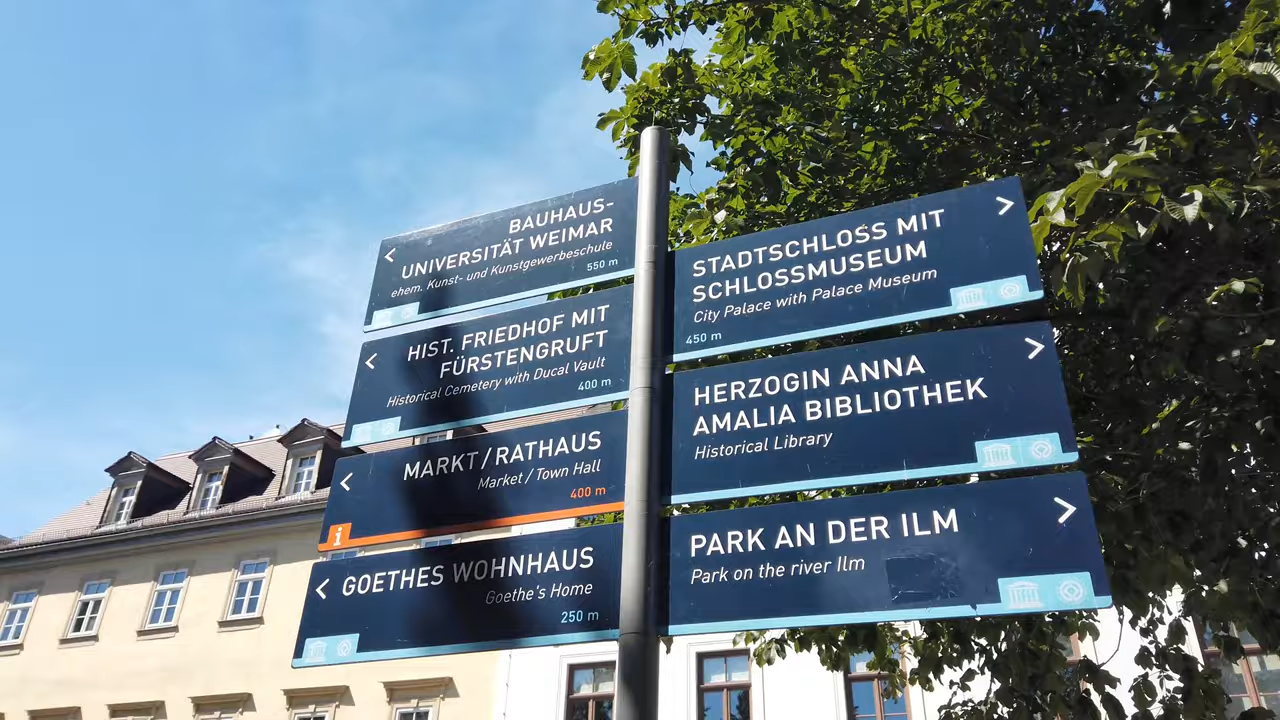 <
BAUHAUS-
UNIVERSITÄT WEIMAR
ehem. Kunst- und Kunstgewerbeschule
550 m
<
HIST. FRIEDHOF MIT
FÜRSTENGRUFT
Historical Cemetery with Ducal Vault
400 m
<
MARKT/RATHAUS
Market / Town Hall
400 m
i
<
GOETHES WOHNHAUS
Goethe's Home
250 m
>
STADTSCHLOSS MIT
SCHLOSSMUSEUM
City Palace with Palace Museum
450 m
>
HERZOGIN ANNA
AMALIA BIBLIOTHEK
Historical Library
>
PARK AN DER ILM
Park on the river Ilm